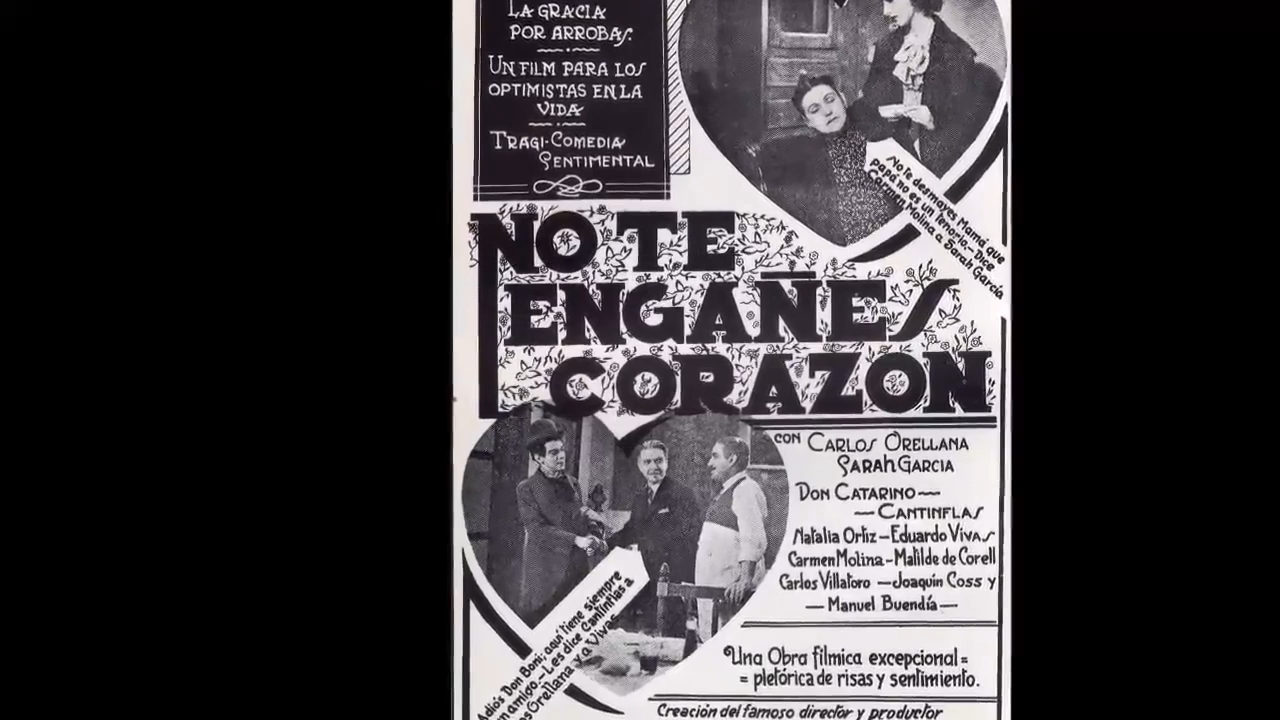 LA GRACIA
POR ARROBAS.
UN FILM PARA LOS
OPTIMISTAS EN LA
VIDA
TRAGI-COMEDIA
SENTIMENTAL
No te desmayes Mamá que
papá no es un Tenorio.-Dice
Carmen Molina a Sarah García
NO TE
ENGAÑES
CORAZON
CON CARLOS ORELLANA
SARAH GARCIA
DON CATARINO—
—CANTINFLAS
Natalia Ortiz—Eduardo Vivas
Carmen Molina—Matilde de Corell
Carlos Villatoro —Joaquín Coss y
—Manuel Buendía—
Adiós Don Boni; aquí tiene siempre
un amigo.-Les dice Cantinflas a
Orellana y a Vivas
Una Obra fílmica excepcional=
= pletórica de risas y sentimiento.
Creación del famoso director y productor